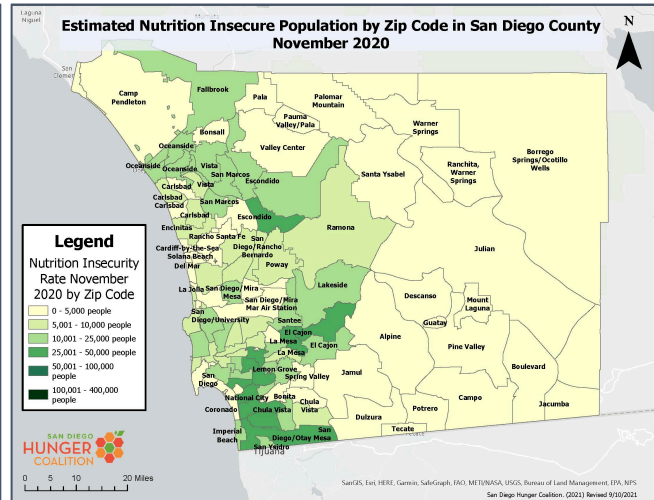 Laguna
Niguel
San
Clemente
Estimated Nutrition Insecure Population by Zip Code in San Diego County
November 2020
N
Camp
Pendleton
Fallbrook
Pala
Palomar
Mountain
Pauma
Valley/Pala
Bonsall
Valley Center
Warner
Springs
Borrego
Springs/Ocotillo
Wells
Ranchita,
Warner
Springs
Oceanside
Oceanside
Oceanside
Vista
San Marcos
Vista
Escondido
Santa Ysabel
Carlsbad
Carlsbad
Carlsbad
San Marcos
Carlsbad
Escondido
Encinitas
Ramona
Rancho Santa Fe
San
Diego/Rancho
Bernardo
Cardiff-by-the-Sea
Solana Beach
Del Mar
Poway
Julian
La Jolla
San Diego/Mira
Mesa
Lakeside
San Diego/Mira
Mar Air Station
Descanso
Mount
Laguna
San
Diego/University
Santee
El Cajon
Guatay
La Mesa
El Cajon
Alpine
Pine Valley
La Mesa
Boulevard
Lemon Grove
San
Diego
Spring Valley
Jamul
National City
Bonita
Chula
Vista
Campo
Coronado
Chula Vista
Potrero
Jacumba
Dulzura
Imperial
Beach
San
Diego/Otay Mesa
Tecate
San Ysidro
Tijuana
Legend
Nutrition Insecurity
Rate November
2020 by Zip Code
0 - 5,000 people
5,001 - 10,000 people
10,001 - 25,000 people
25,001 - 50,000 people
50,001 - 100,000
people
100,001 - 400,000
people
SAN DIEGO
HUNGER
COALITION
0 5 10 20 Miles
SanGIS, Esri, HERE, Garmin, SafeGraph, FAO, METI/NASA, USGS, Bureau of Land Management, EPA, NPS
San Diego Hunger Coalition. (2021) Revised 9/10/2021